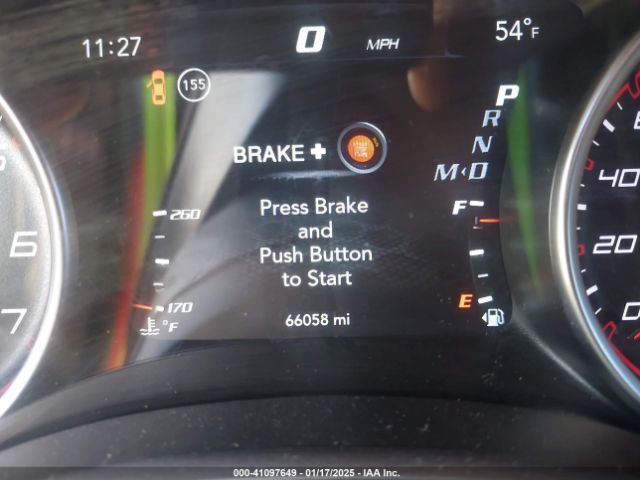 11:27
0 MPH
54°F
155
P
R
N
M<D
BRAKE +
Press Brake
and
Push Button
to Start
66058 mi
260
170
°F
F
E
6
7
40
20
0
000-41097649 - 01/17/2025 - IAA Inc.